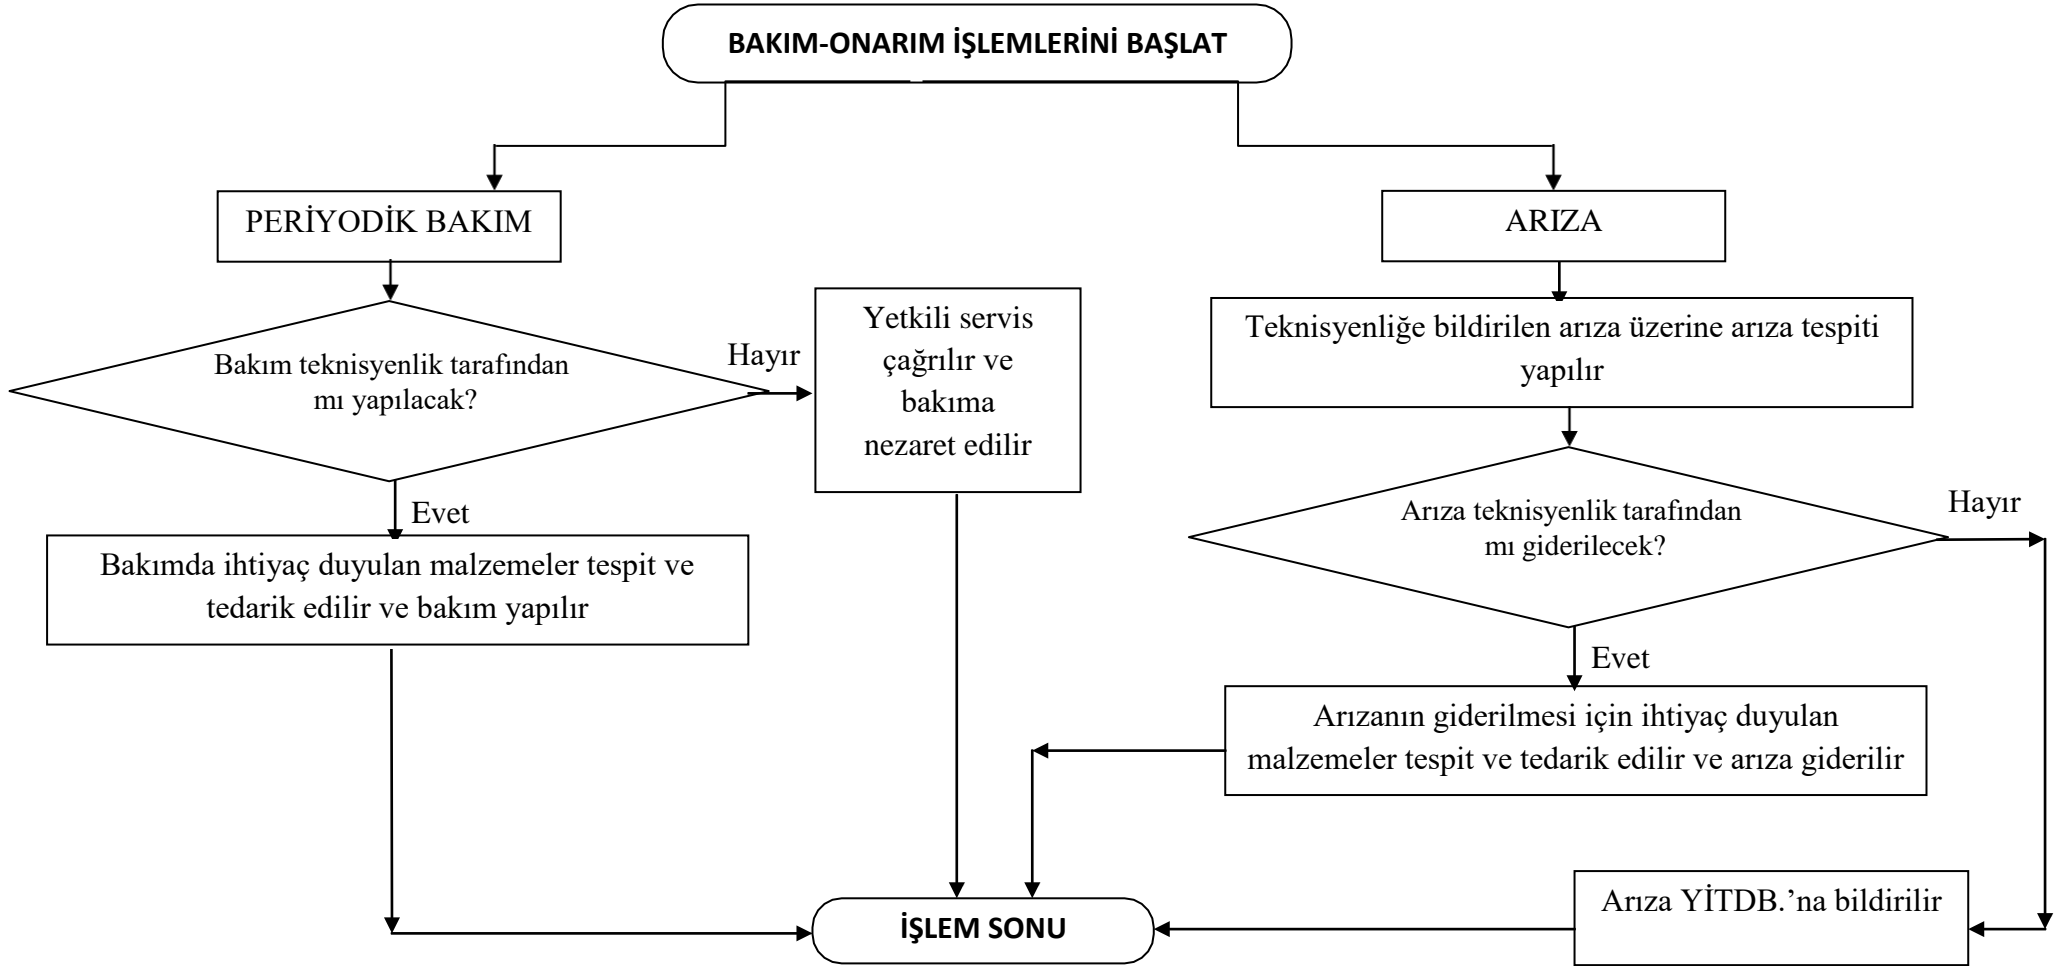 BAKIM-ONARIM İŞLEMLERİNİ BAŞLAT
PERİYODİK BAKIM
ARIZA
Bakım teknisyenlik tarafından
mı yapılacak?
Hayır
Yetkili servis
çağrılır ve
bakıma
nezaret edilir
Evet
Bakımda ihtiyaç duyulan malzemeler tespit ve
tedarik edilir ve bakım yapılır
Teknisyenliğe bildirilen arıza üzerine arıza tespiti
yapılır
Arıza teknisyenlik tarafından
mı giderilecek?
Hayır
Evet
Arızanın giderilmesi için ihtiyaç duyulan
malzemeler tespit ve tedarik edilir ve arıza giderilir
Arıza YİTDB.’na bildirilir
İŞLEM SONU